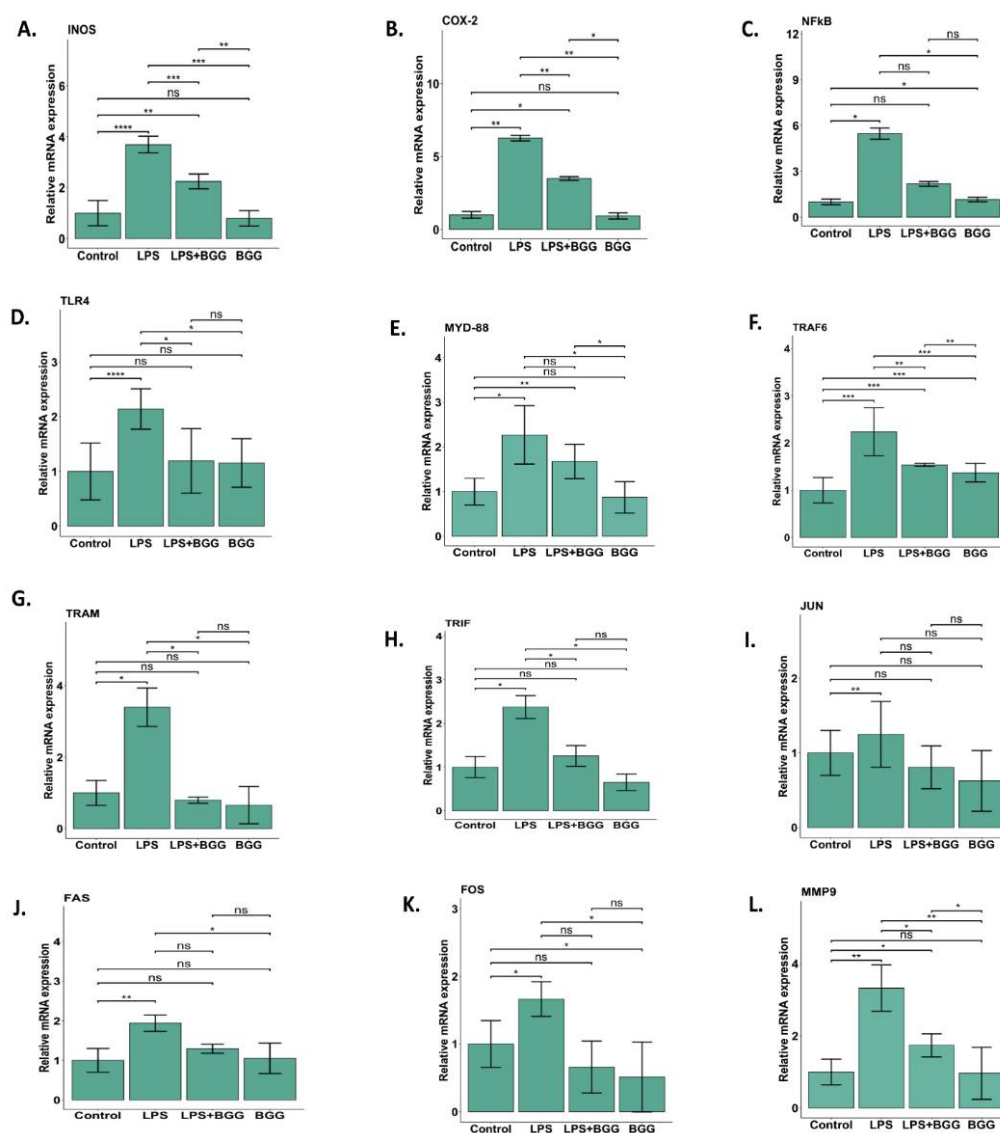 A.
INOS
Relative mRNA expression
**
***
***
ns
**
****
6
4
2
0
Control LPS LPS+BGG BGG
B.
COX-2
Relative mRNA expression
*
**
**
ns
*
**
10
5
0
Control LPS LPS+BGG BGG
C.
NFkB
Relative mRNA expression
ns
*
ns
*
ns
*
12
9
6
3
0
Control LPS LPS+BGG BGG
D.
TLR4
Relative mRNA expression
ns
*
*
ns
ns
****
3
2
1
0
Control LPS LPS+BGG BGG
E.
MYD-88
Relative mRNA expression
*
*
ns
ns
**
*
4
3
2
1
0
Control LPS LPS+BGG BGG
F.
TRAF6
Relative mRNA expression
**
***
**
***
***
***
4
3
2
1
0
Control LPS LPS+BGG BGG
G.
TRAM
Relative mRNA expression
ns
*
*
ns
ns
*
4
2
0
Control LPS LPS+BGG BGG
H.
TRIF
Relative mRNA expression
ns
*
*
ns
ns
*
4
3
2
1
0
Control LPS LPS+BGG BGG
I.
JUN
Relative mRNA expression
ns
ns
ns
ns
ns
**
2
1
0
Control LPS LPS+BGG BGG
J.
FAS
Relative mRNA expression
ns
*
ns
ns
ns
**
4
3
2
1
0
Control LPS LPS+BGG BGG
K.
FOS
Relative mRNA expression
ns
*
ns
*
ns
*
3
2
1
0
Control LPS LPS+BGG BGG
L.
MMP9
Relative mRNA expression
*
**
*
ns
*
**
4
2
0
Control LPS LPS+BGG BGG